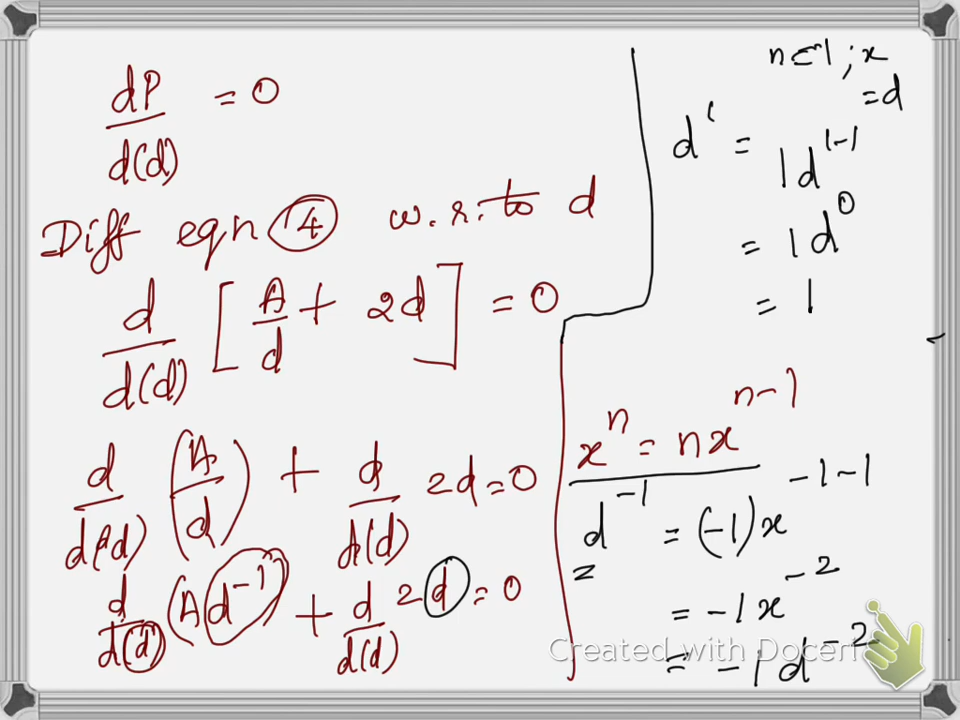 dP/d(d) = 0
Diff eqn (4) w.r.to d
d/d(d) [A/d + 2d] = 0
d/d(d) (A/d) + d/d(d) 2d = 0
d/d(d) (A d^-1) + d/d(d) 2d = 0
n=1 ; x
=d
d^1 = 1d^1-1
= 1d^0
= 1
x^n = nx^n-1
d^-1 = (-1)x^-1-1
= -1x^-2
= -1d^-2
Created with Doceri